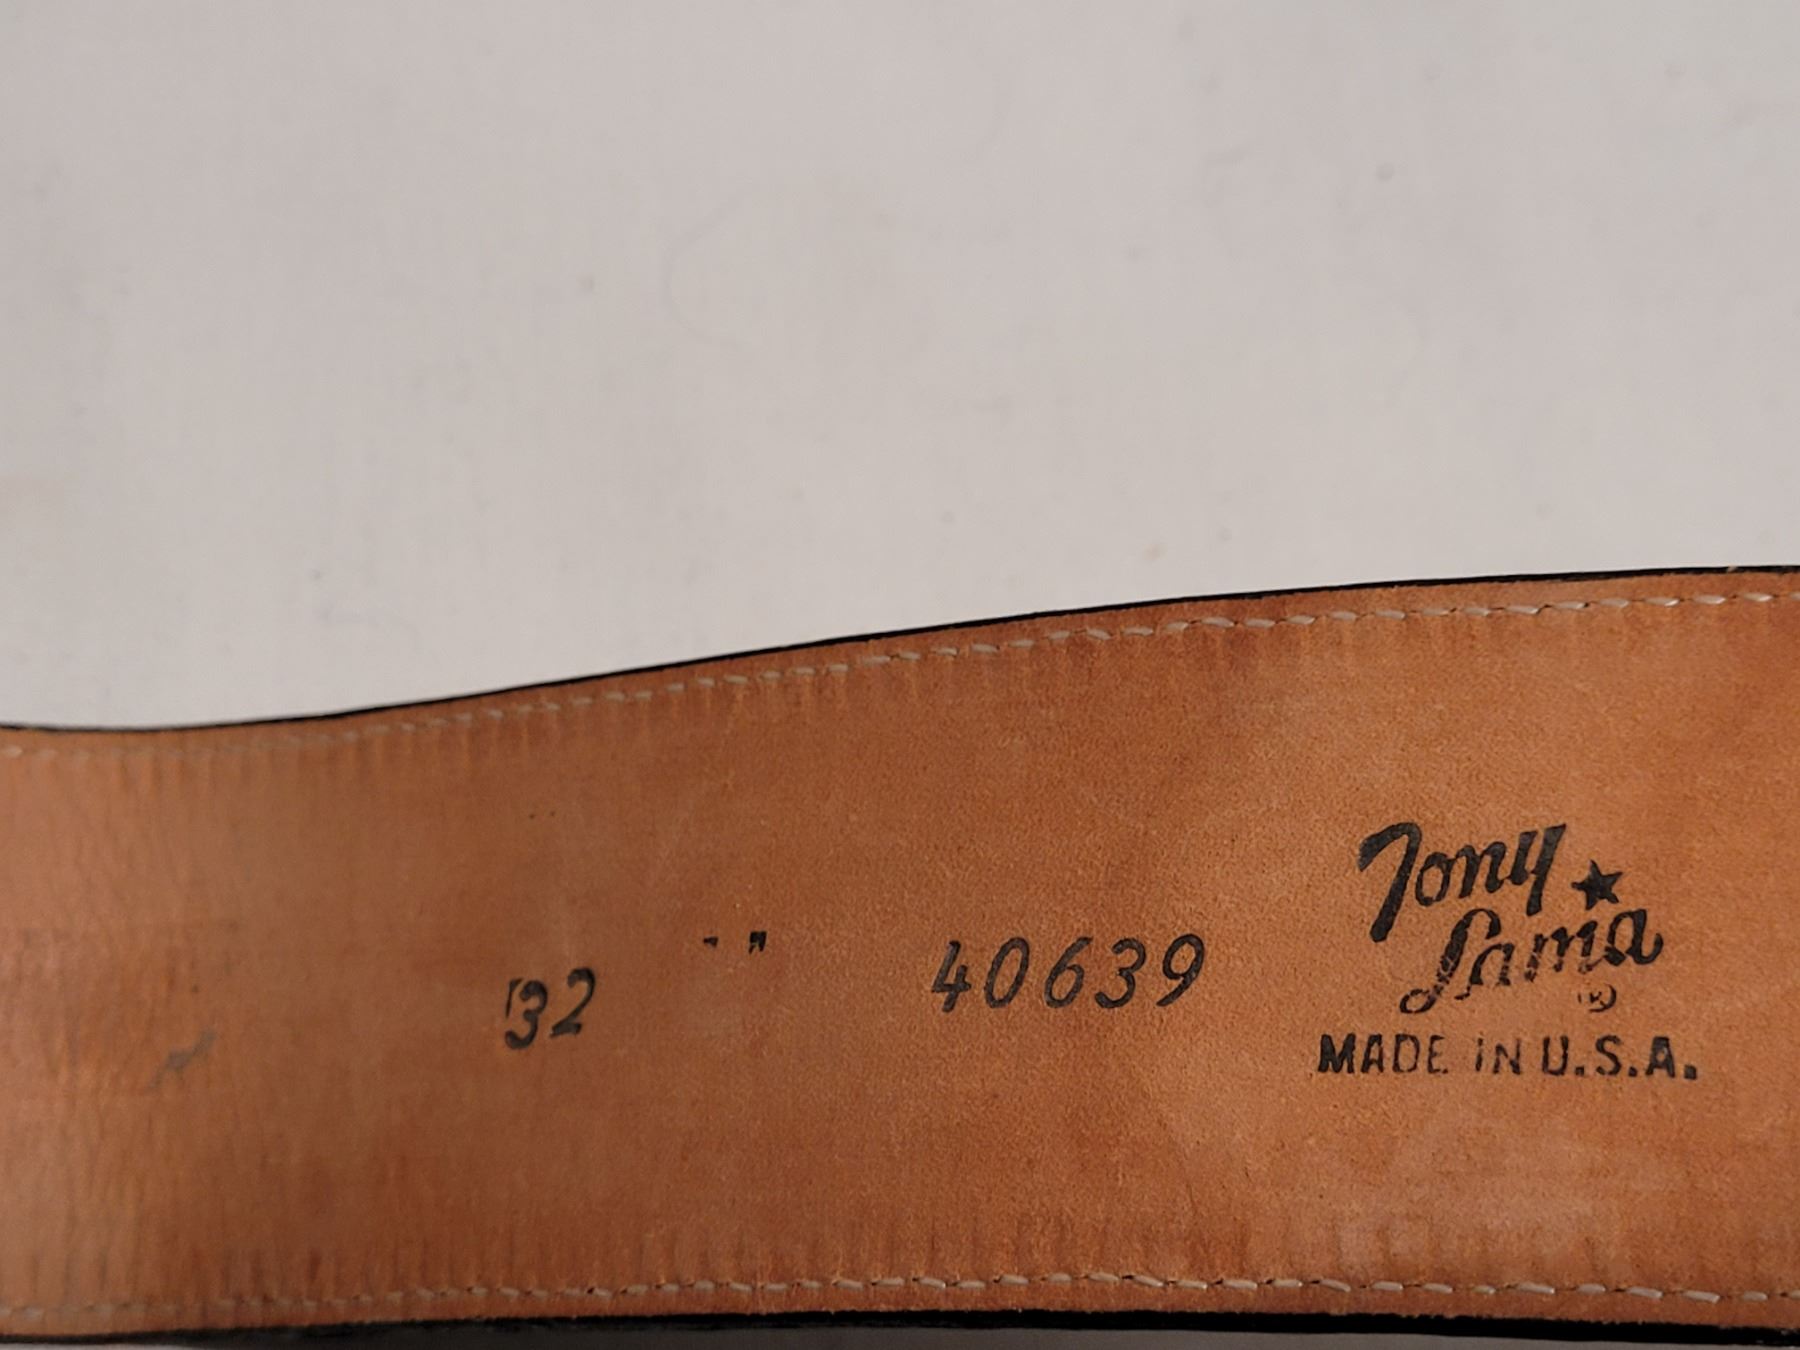 Tony
Lama
®
32 " 40639
MADE IN U.S.A.